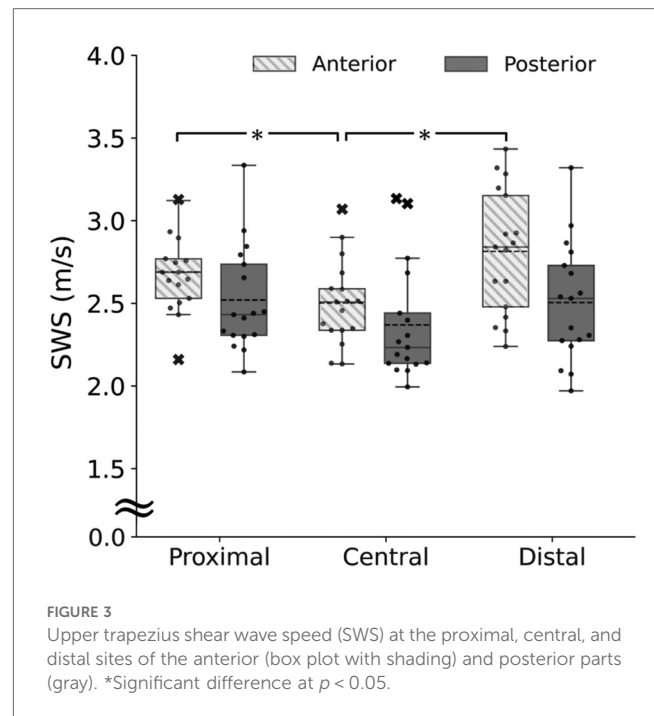 4.0
Anterior
Posterior
*
*
3.5
3.0
SWS (m/s)
2.5
2.0
1.5
0.0
Proximal
Central
Distal
FIGURE 3
Upper trapezius shear wave speed (SWS) at the proximal, central, and
distal sites of the anterior (box plot with shading) and posterior parts
(gray). *Significant difference at p < 0.05.